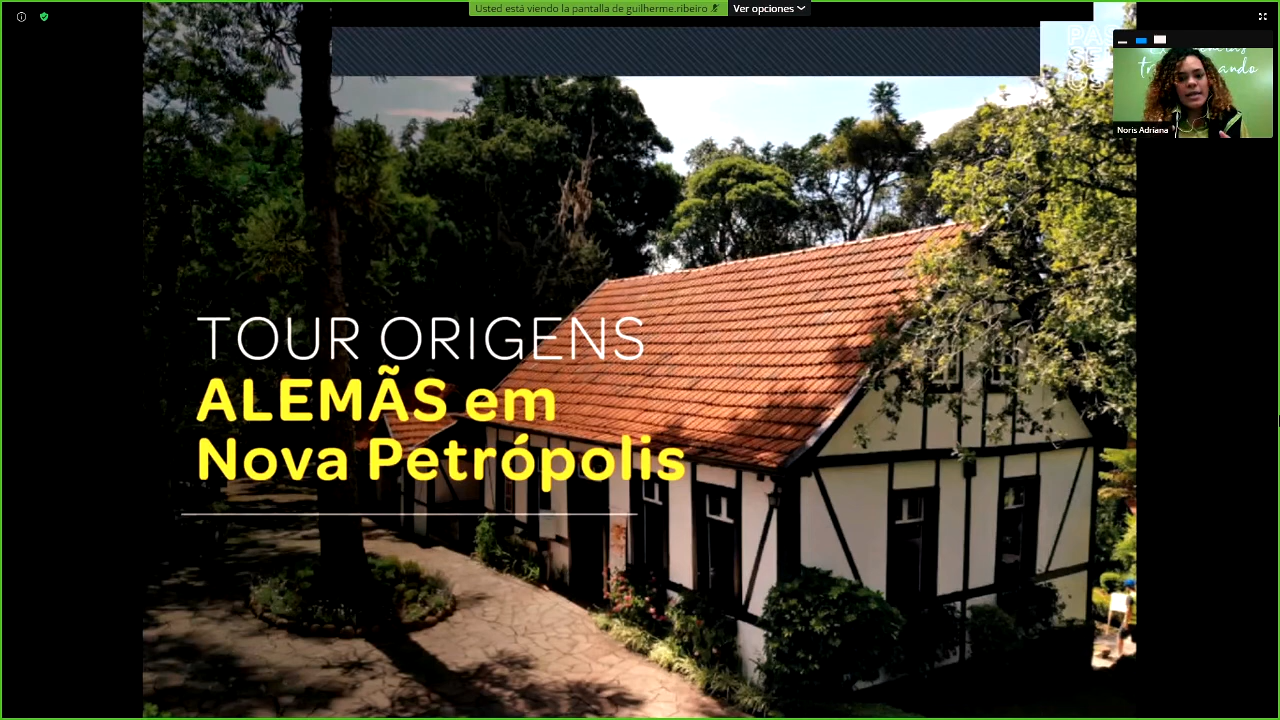 Usted está viendo la pantalla de guilherme.ribeiro
Ver opciones
Noris Adriana
TOUR ORIGENS
ALEMÃS em
Nova Petrópolis